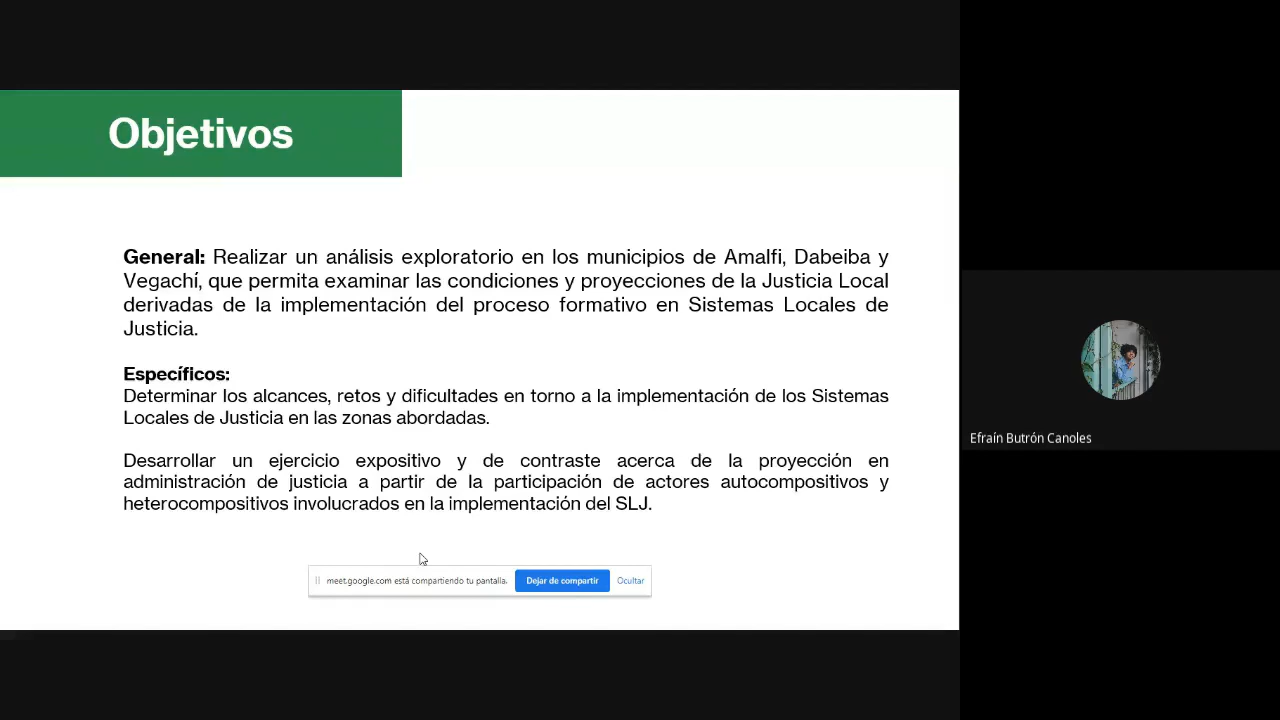 Objetivos
General: Realizar un análisis exploratorio en los municipios de Amalfi, Dabeiba y
Vegachí, que permita examinar las condiciones y proyecciones de la Justicia Local
derivadas de la implementación del proceso formativo en Sistemas Locales de
Justicia.
Específicos:
Determinar los alcances, retos y dificultades en torno a la implementación de los Sistemas
Locales de Justicia en las zonas abordadas.
Desarrollar un ejercicio expositivo y de contraste acerca de la proyección en
administración de justicia a partir de la participación de actores autocompositivos y
heterocompositivos involucrados en la implementación del SLJ.
meet.google.com está compartiendo tu pantalla. Dejar de compartir Ocultar
Efraín Butrón Canoles